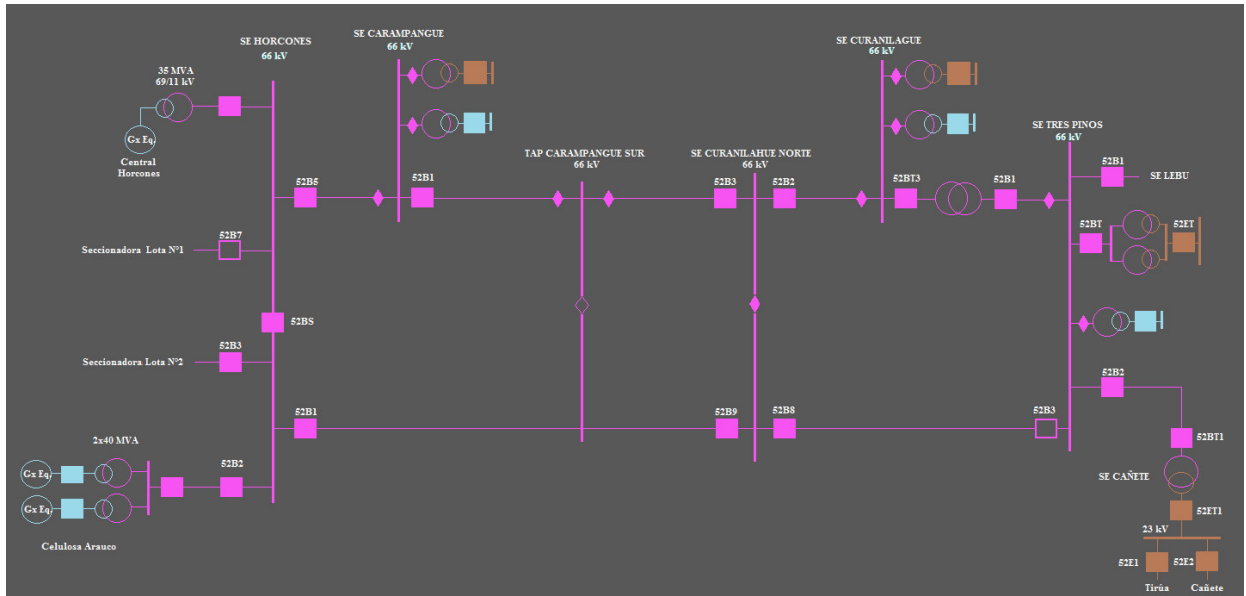 SE HORCONES
66 kV
35 MVA
69/11 kV
Gx Eq.
Central
Horcones
52B5
52B7
Seccionadora Lota N°1
52BS
52B3
Seccionadora Lota N°2
52B1
2x40 MVA
52B2
Gx Eq.
Gx Eq.
Celulosa Arauco
SE CARAMPANGUE
66 kV
52B1
TAP CARAMPANGUE SUR
66 kV
SE CURANILAHUE NORTE
66 kV
52B3
52B2
52B9
52B8
SE CURANILAGUE
66 kV
52BT3
52B1
SE TRES PINOS
66 kV
52B1
SE LEBU
52BT
52ET
52B2
52B3
52BT1
SE CAÑETE
52ET1
23 kV
52E1
52E2
Tirúa
Cañete